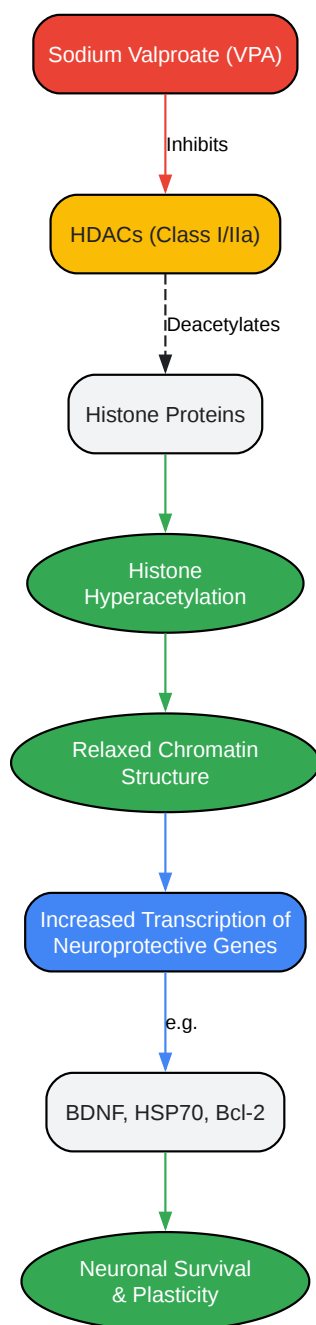 Sodium Valproate (VPA)
Inhibits
HDACs (Class I/IIa)
Deacetylates
Histone Proteins
Histone
Hyperacetylation
Relaxed Chromatin
Structure
Increased Transcription of
Neuroprotective Genes
e.g.
BDNF, HSP70, Bcl-2
Neuronal Survival
& Plasticity